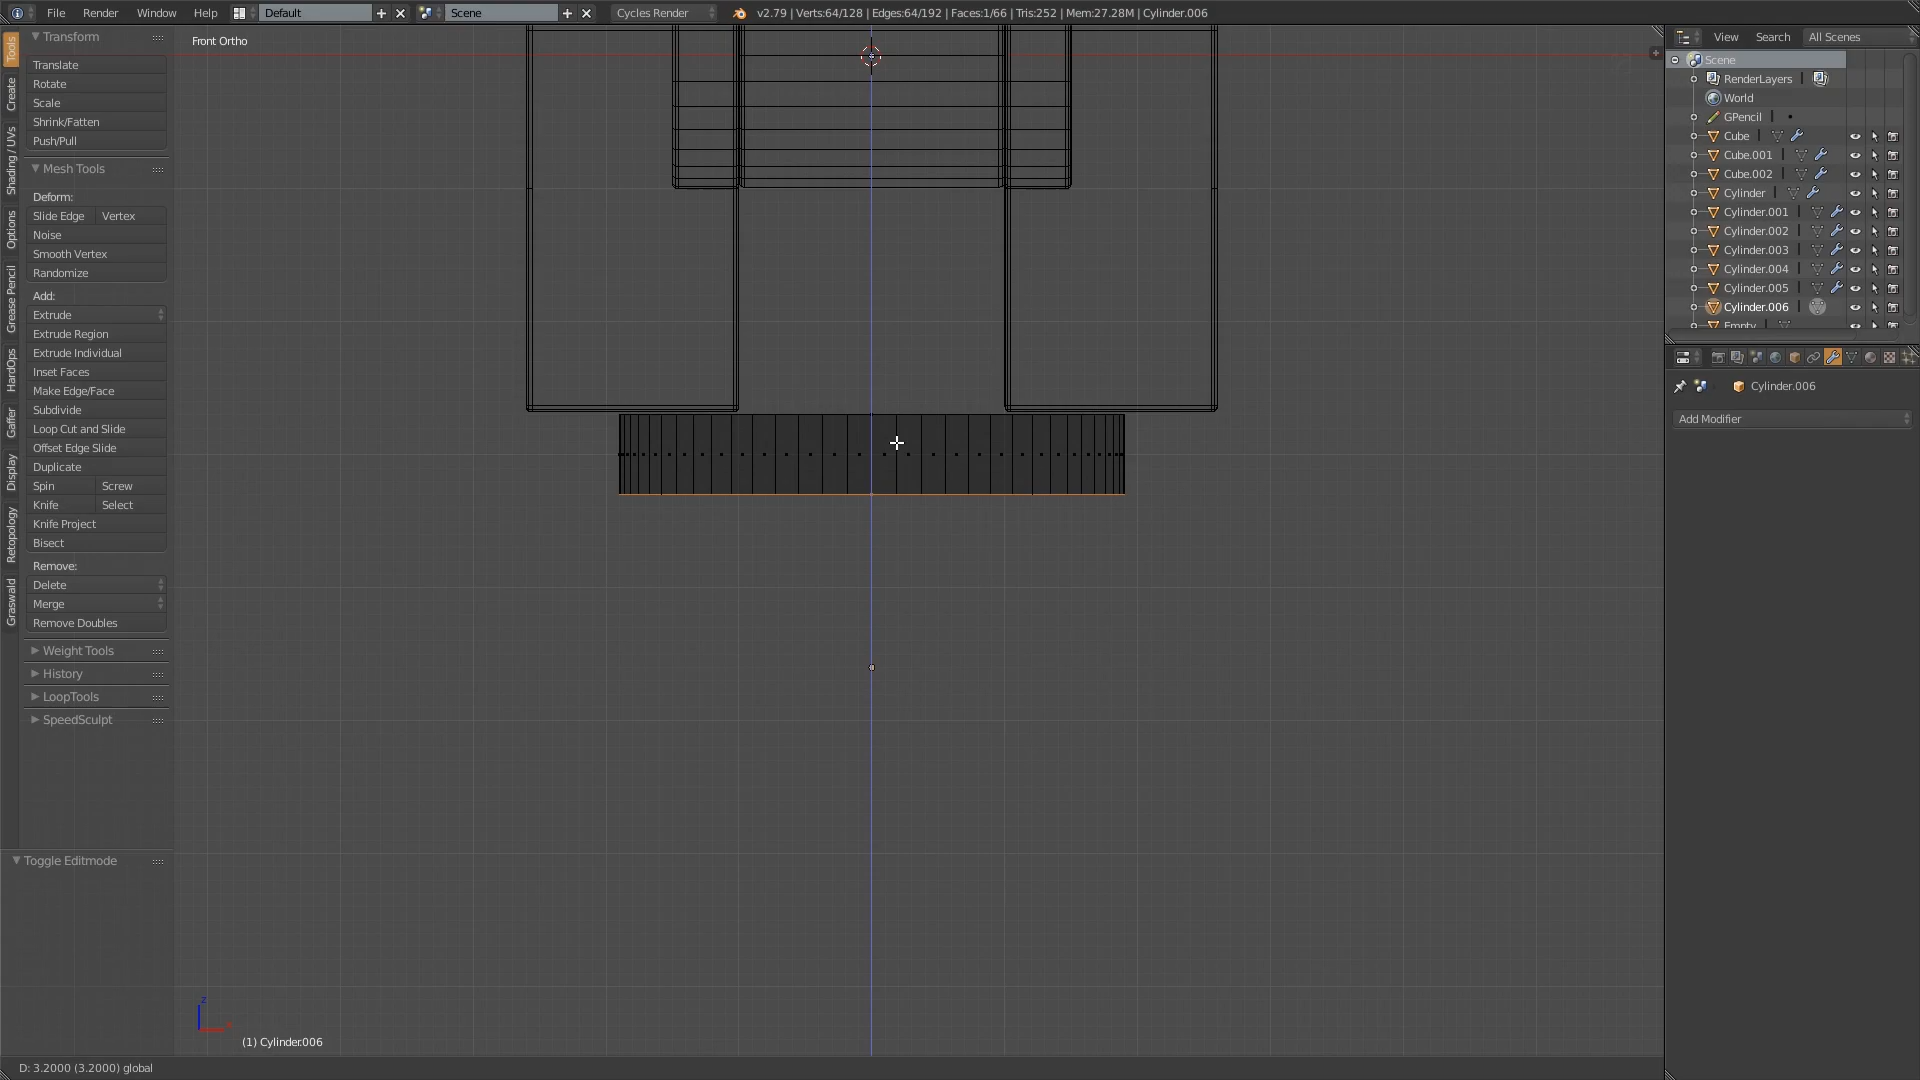 File Render Window Help Default Scene Cycles Render v2.79 | Verts:64/128 | Edges:64/192 | Faces:1/66 | Tris:252 | Mem:27.28M | Cylinder.006
Tools
Create
Shading / UVs
Options
Grease Pencil
HardOps
Gaffer
Display
Retopology
Graswald
Transform
Translate
Rotate
Scale
Shrink/Fatten
Push/Pull
Mesh Tools
Deform:
Slide Edge Vertex
Noise
Smooth Vertex
Randomize
Add:
Extrude
Extrude Region
Extrude Individual
Inset Faces
Make Edge/Face
Subdivide
Loop Cut and Slide
Offset Edge Slide
Duplicate
Spin Screw
Knife Select
Knife Project
Bisect
Remove:
Delete
Merge
Remove Doubles
Weight Tools
History
LoopTools
SpeedSculpt
Toggle Editmode
Front Ortho
z
x
(1) Cylinder.006
D: 3.2000 (3.2000) global
View Search All Scenes
Scene
RenderLayers
World
GPencil
Cube
Cube.001
Cube.002
Cylinder
Cylinder.001
Cylinder.002
Cylinder.003
Cylinder.004
Cylinder.005
Cylinder.006
Empty
Cylinder.006
Add Modifier